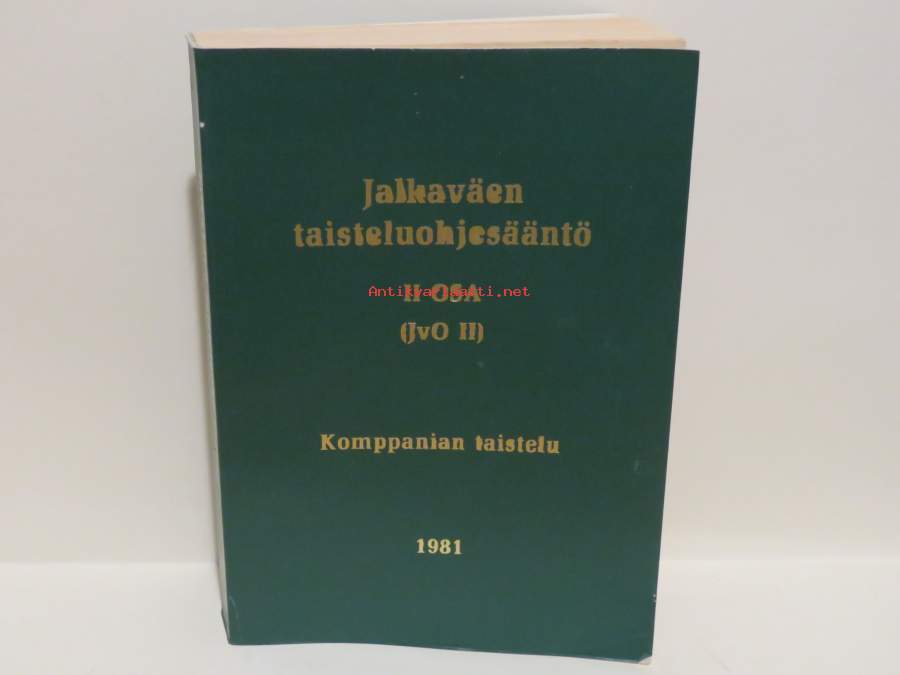 Jalkaväen
taisteluohjesääntö
II OSA
Antikvariaatti.net
(JvO II)
Komppanian taistelu
1981